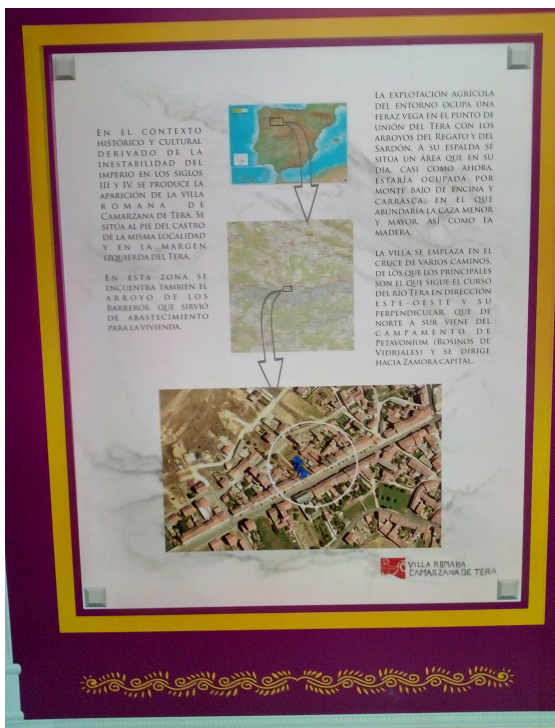 EN EL CONTEXTO
HISTÓRICO Y CULTURAL
DERIVADO DE LA
INESTABILIDAD DEL
IMPERIO EN LOS SIGLOS
III Y IV, SE PRODUCE LA
APARICIÓN DE LA VILLA
ROMANA DE
CAMARZANA DE TERA. SE
SITÚA AL PIE DEL CASTRO
DE LA MISMA LOCALIDAD
Y EN LA MARGEN
IZQUIERDA DEL TERA.
EN ESTA ZONA SE
ENCUENTRA TAMBIÉN EL
ARROYO DE LOS
BARREROS, QUE SIRVIÓ
DE ABASTECIMIENTO
PARA LA VIVIENDA.
LA EXPLOTACIÓN AGRÍCOLA
DEL ENTORNO OCUPA UNA
FERAZ VEGA EN EL PUNTO DE
UNIÓN DEL TERA CON LOS
ARROYOS DEL REGATO Y DEL
SARDÓN. A SU ESPALDA SE
SITÚA UN ÁREA QUE EN SU
DÍA, CASI COMO AHORA,
ESTARÍA OCUPADA POR
MONTE BAJO DE ENCINA Y
CARRASCA, EN EL QUE
ABUNDARÍA LA CAZA MENOR
Y MAYOR, ASÍ COMO LA
MADERA.
LA VILLA SE EMPLAZA EN EL
CRUCE DE VARIOS CAMINOS,
DE LOS QUE LOS PRINCIPALES
SON EL QUE SIGUE EL CURSO
DEL RÍO TERA EN DIRECCIÓN
ESTE-OESTE Y SU
PERPENDICULAR, QUE DE
NORTE A SUR VIENE DEL
CAMPAMENTO DE
PETAVONIUM (ROSINOS DE
VIDRIALES) Y SE DIRIGE
HACIA ZAMORA CAPITAL.
VILLA ROMANA
CAMARZANA DE TERA